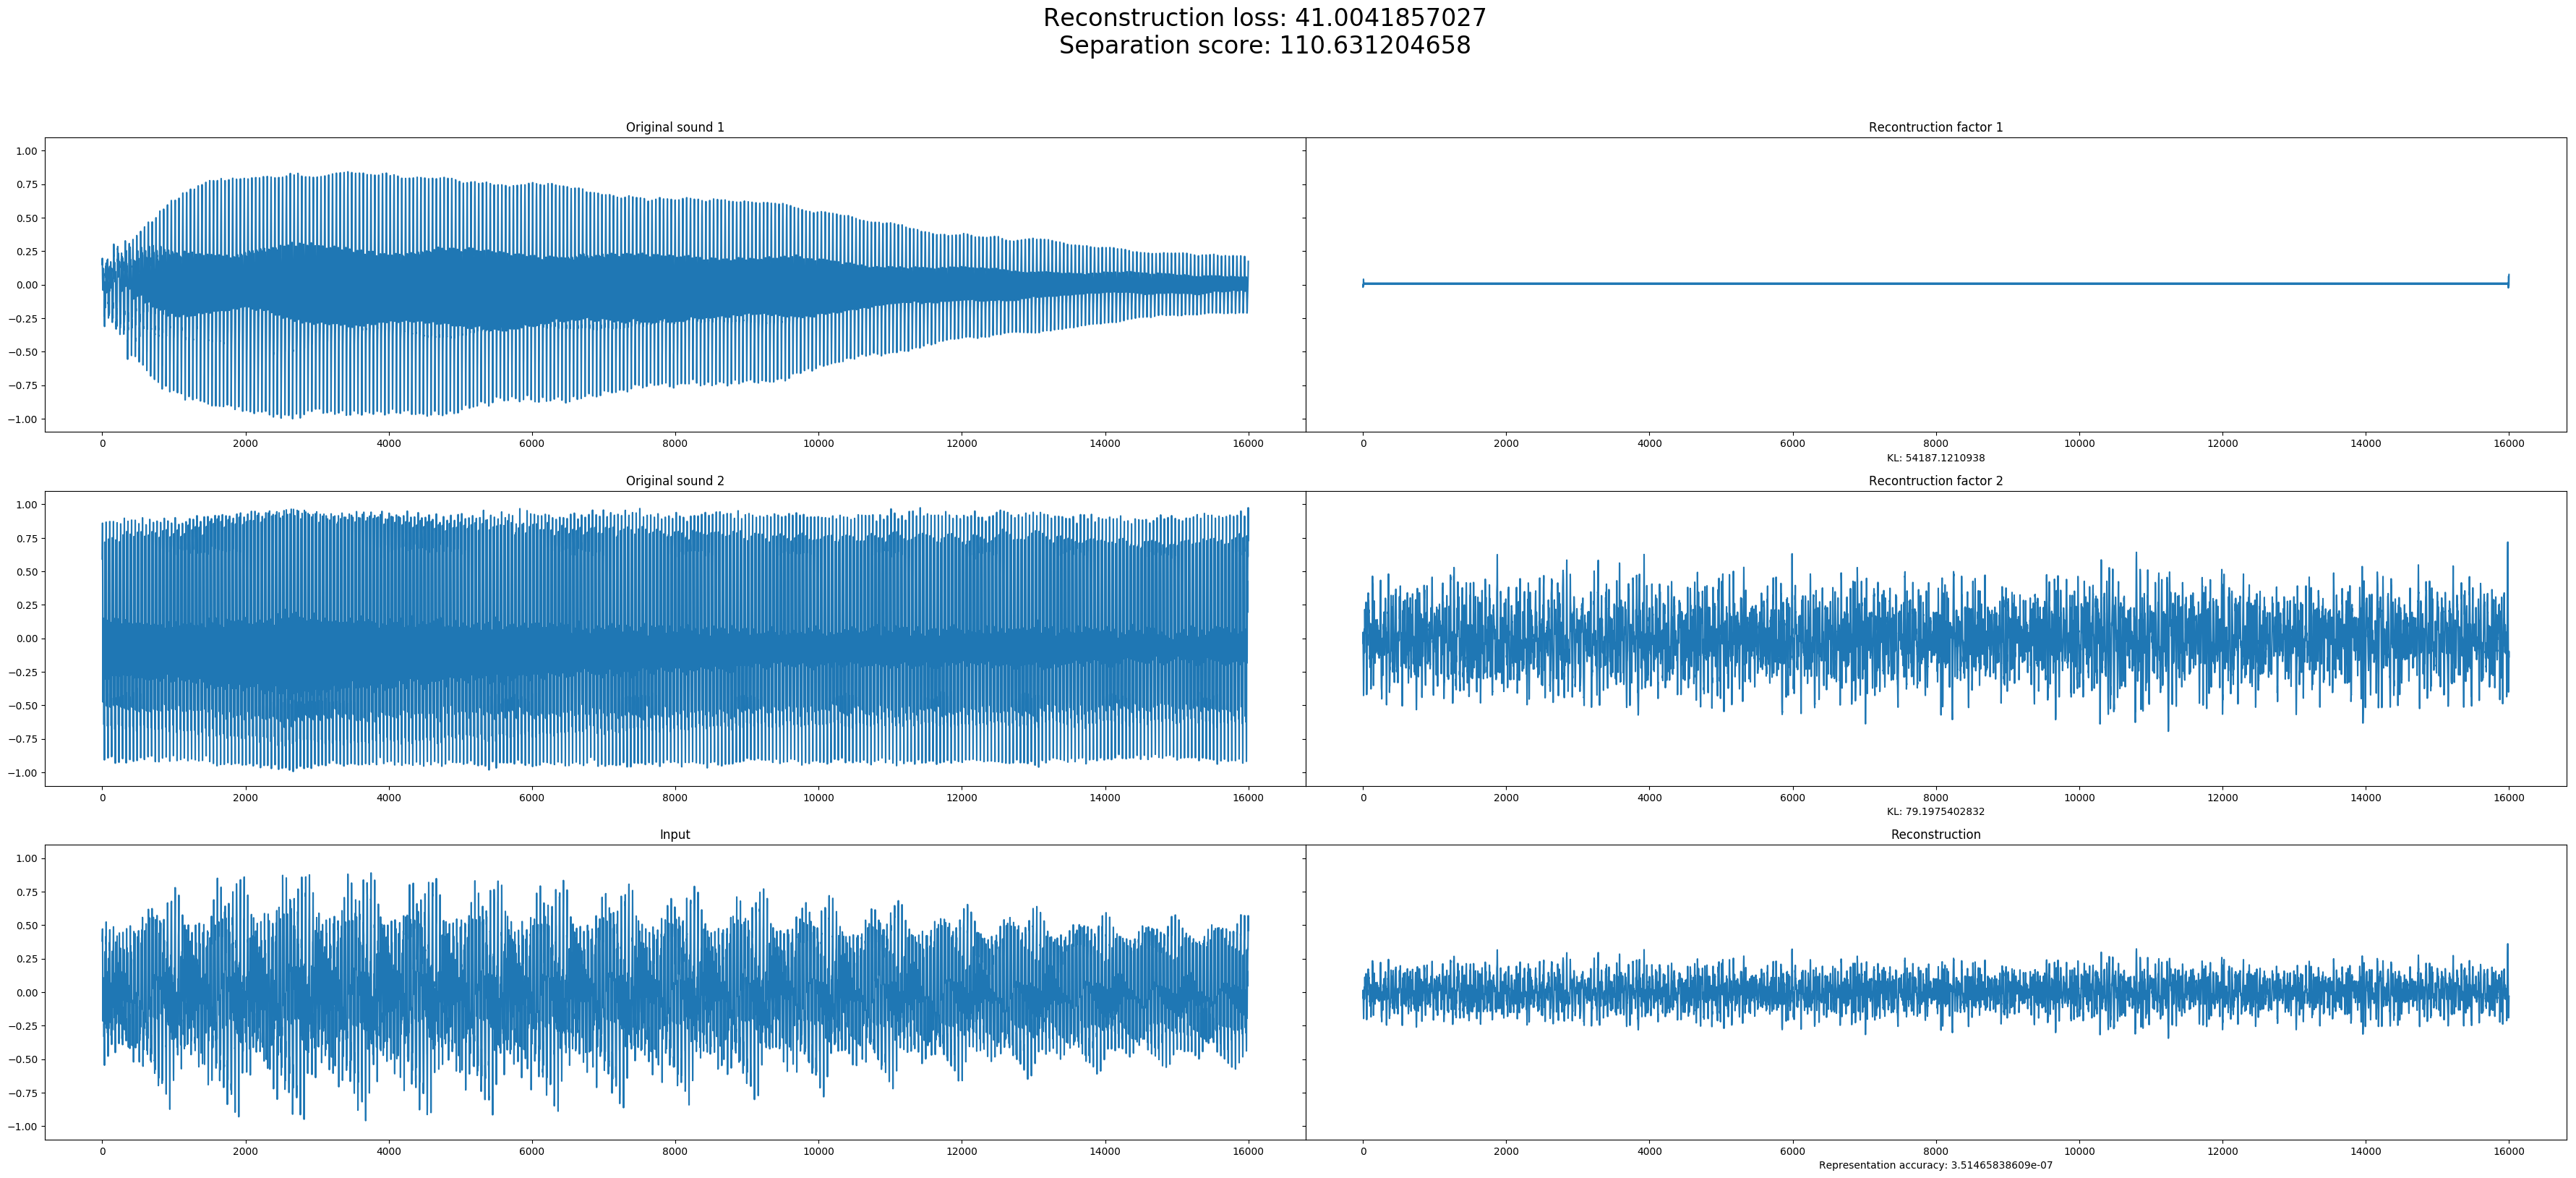 Reconstruction loss: 41.0041857027
Separation score: 110.631204658
Original sound 1
Recontruction factor 1
1.00
0.75
0.50
0.25
0.00
−0.25
−0.50
−0.75
−1.00
0 2000 4000 6000 8000 10000 12000 14000 16000
0 2000 4000 6000 8000 10000 12000 14000 16000
KL: 54187.1210938
Original sound 2
Recontruction factor 2
1.00
0.75
0.50
0.25
0.00
−0.25
−0.50
−0.75
−1.00
0 2000 4000 6000 8000 10000 12000 14000 16000
0 2000 4000 6000 8000 10000 12000 14000 16000
KL: 79.1975402832
Input
Reconstruction
1.00
0.75
0.50
0.25
0.00
−0.25
−0.50
−0.75
−1.00
0 2000 4000 6000 8000 10000 12000 14000 16000
0 2000 4000 6000 8000 10000 12000 14000 16000
Representation accuracy: 3.51465838609e-07